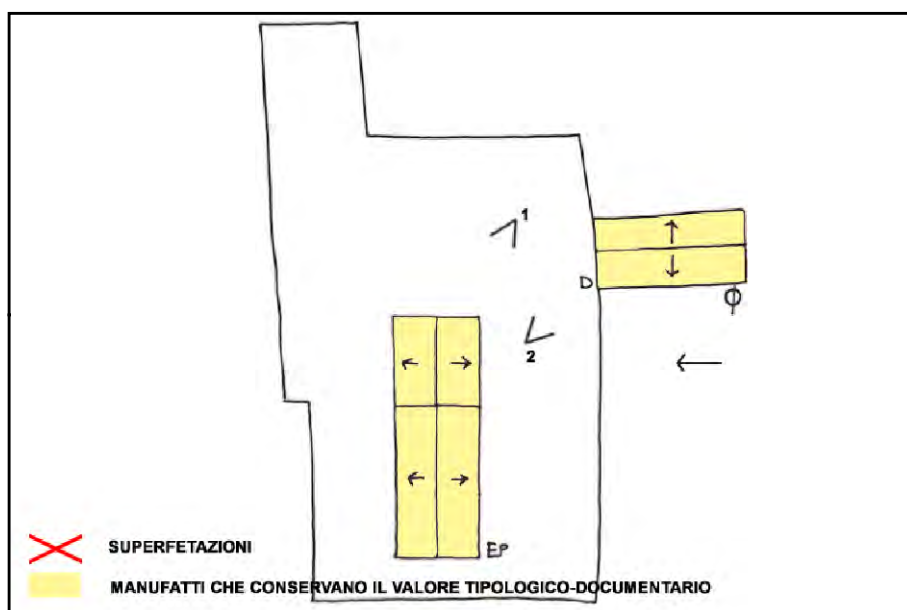 1
D
Φ
2
EP
SUPERFETAZIONI
MANUFATTI CHE CONSERVANO IL VALORE TIPOLOGICO-DOCUMENTARIO